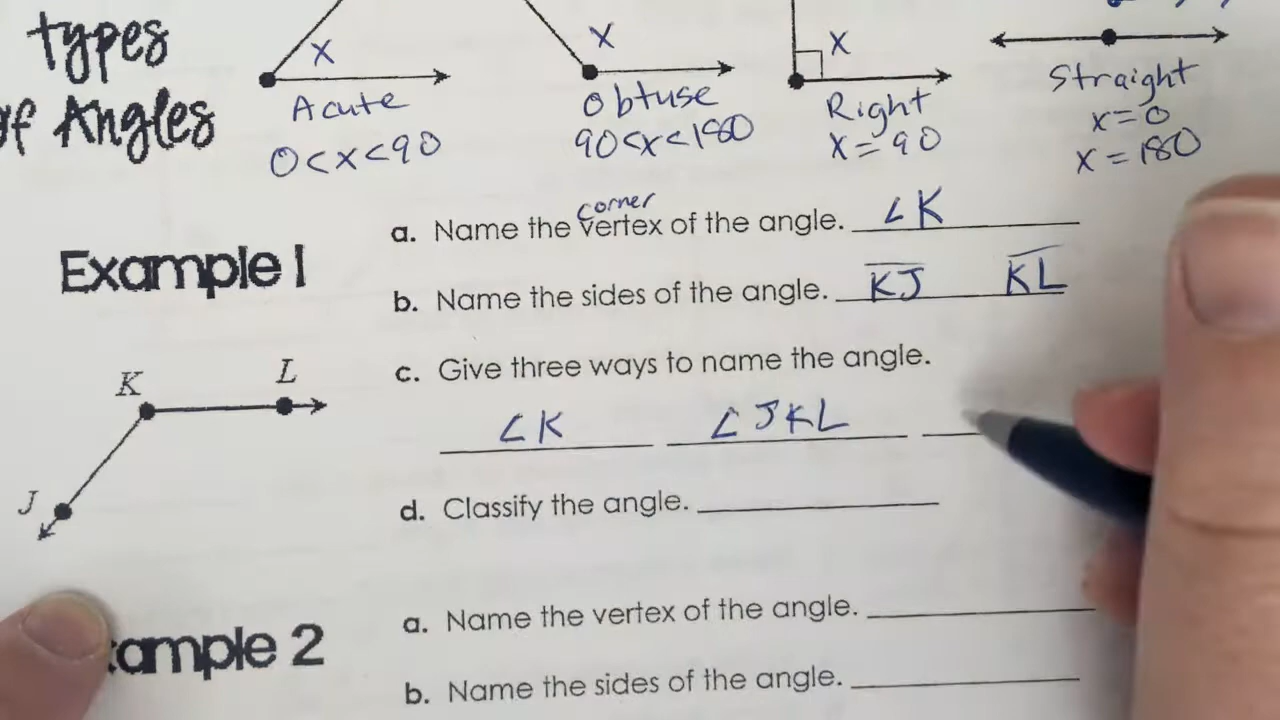 types
of Angles
X
Acute
0<x<90
X
Obtuse
90<x<180
X
Right
X=90
Straight
x=0
x=180
Example 1
K
L
J
a. Name the vertex of the angle. ∠K
corner
b. Name the sides of the angle. KJ KL
c. Give three ways to name the angle.
∠K ∠JKL
d. Classify the angle.
ample 2
a. Name the vertex of the angle.
b. Name the sides of the angle.